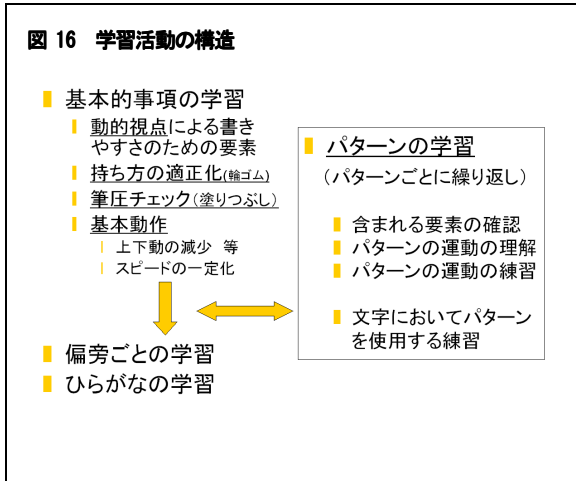 図 16 学習活動の構造
基本的事項の学習
動的視点による書き
やすさのための要素
持ち方の適正化(輪ゴム)
筆圧チェック(塗りつぶし)
基本動作
上下動の減少 等
スピードの一定化
偏旁ごとの学習
ひらがなの学習
パターンの学習
（パターンごとに繰り返し）
含まれる要素の確認
パターンの運動の理解
パターンの運動の練習
文字においてパターン
を使用する練習